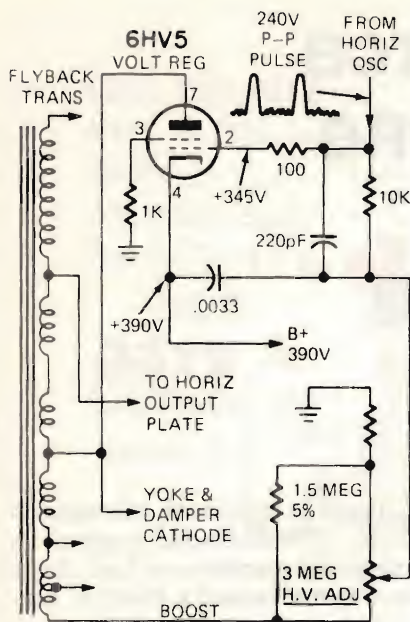 6HV5
VOLT REG
240V
P-P
PULSE
FROM
HORIZ
OSC
FLYBACK
TRANS
7
3
2
4
+345V
100
10K
1K
220pF
.0033
+390V
B+
390V
TO HORIZ
OUTPUT
PLATE
YOKE &
DAMPER
CATHODE
1.5 MEG
5%
3 MEG
H.V. ADJ
BOOST